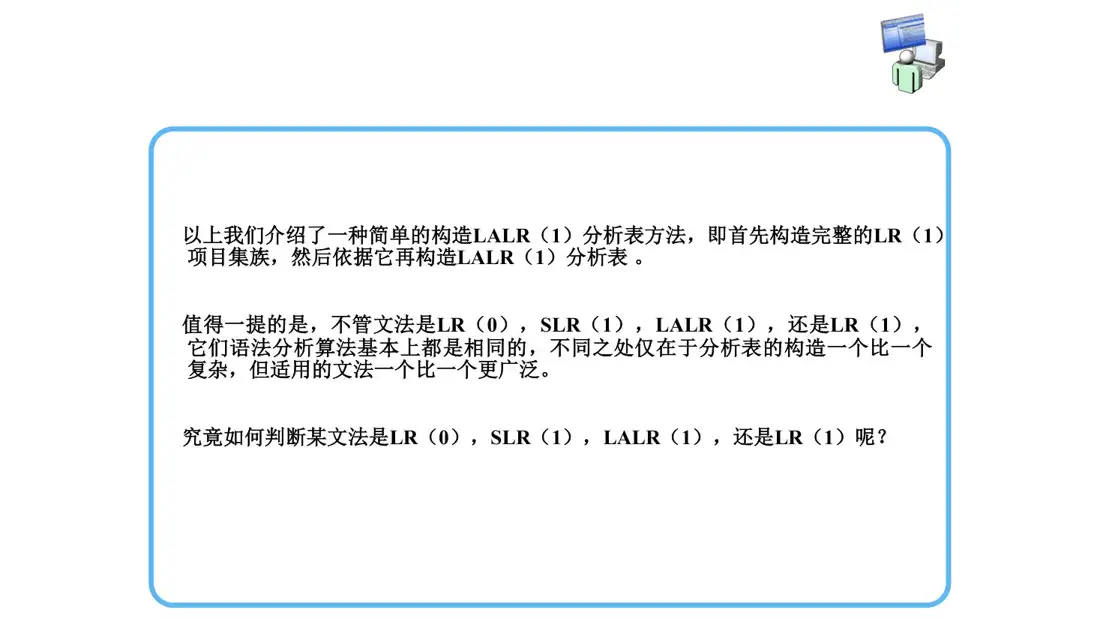 以上我们介绍了一种简单的构造LALR（1）分析表方法，即首先构造完整的LR（1）
项目集族，然后依据它再构造LALR（1）分析表 。
值得一提的是，不管文法是LR（0），SLR（1），LALR（1），还是LR（1），
它们语法分析算法基本上都是相同的，不同之处仅在于分析表的构造一个比一个
复杂，但适用的文法一个比一个更广泛。
究竟如何判断某文法是LR（0），SLR（1），LALR（1），还是LR（1）呢？